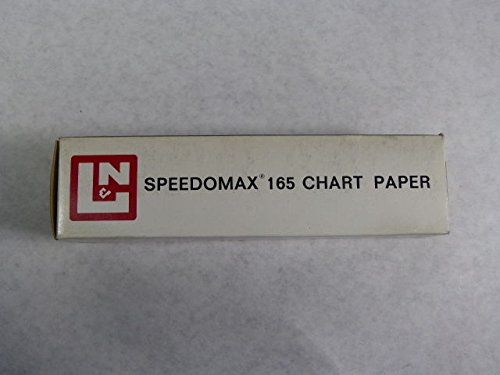 L&N
SPEEDOMAX® 165 CHART PAPER